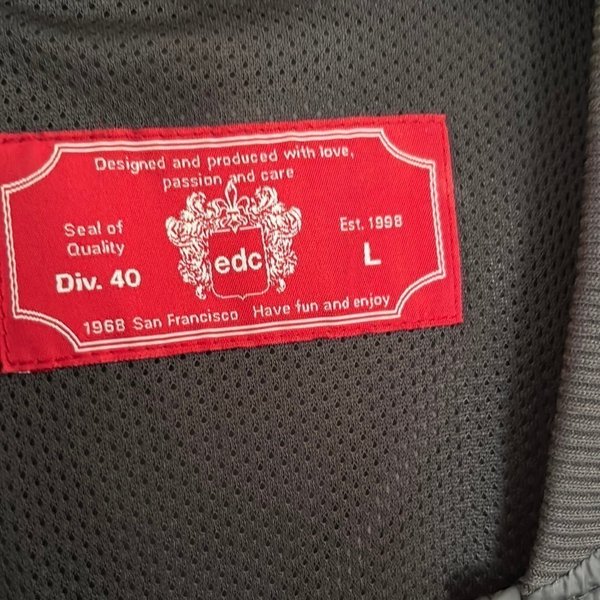 Designed and produced with love,
passion and care
Seal of
Quality
Div. 40
edc
Est. 1998
L
1968 San Francisco Have fun and enjoy